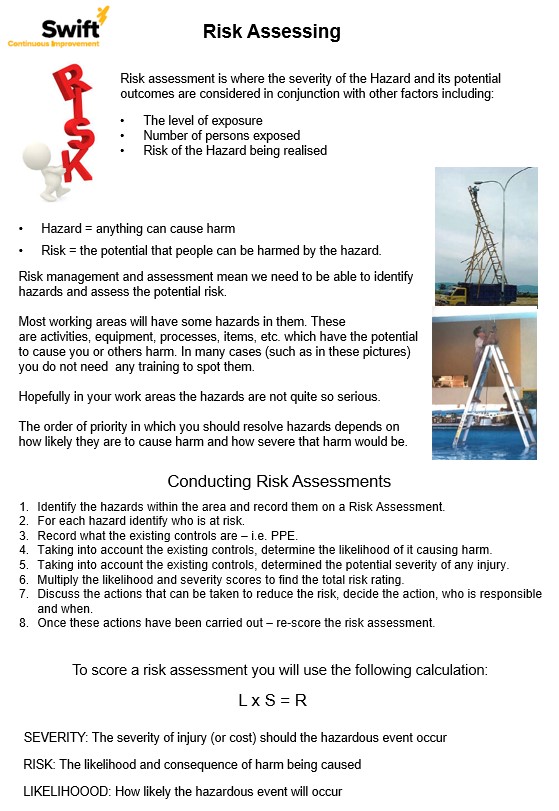 Swift
Continuous Improvement
Risk Assessing
RISK
Risk assessment is where the severity of the Hazard and its potential
outcomes are considered in conjunction with other factors including:
• The level of exposure
• Number of persons exposed
• Risk of the Hazard being realised
• Hazard = anything can cause harm
• Risk = the potential that people can be harmed by the hazard.
Risk management and assessment mean we need to be able to identify
hazards and assess the potential risk.
Most working areas will have some hazards in them. These
are activities, equipment, processes, items, etc. which have the potential
to cause you or others harm. In many cases (such as in these pictures)
you do not need any training to spot them.
Hopefully in your work areas the hazards are not quite so serious.
The order of priority in which you should resolve hazards depends on
how likely they are to cause harm and how severe that harm would be.
Conducting Risk Assessments
1. Identify the hazards within the area and record them on a Risk Assessment.
2. For each hazard identify who is at risk.
3. Record what the existing controls are – i.e. PPE.
4. Taking into account the existing controls, determine the likelihood of it causing harm.
5. Taking into account the existing controls, determined the potential severity of any injury.
6. Multiply the likelihood and severity scores to find the total risk rating.
7. Discuss the actions that can be taken to reduce the risk, decide the action, who is responsible
and when.
8. Once these actions have been carried out – re-score the risk assessment.
To score a risk assessment you will use the following calculation:
L x S = R
SEVERITY: The severity of injury (or cost) should the hazardous event occur
RISK: The likelihood and consequence of harm being caused
LIKELIHOOOD: How likely the hazardous event will occur